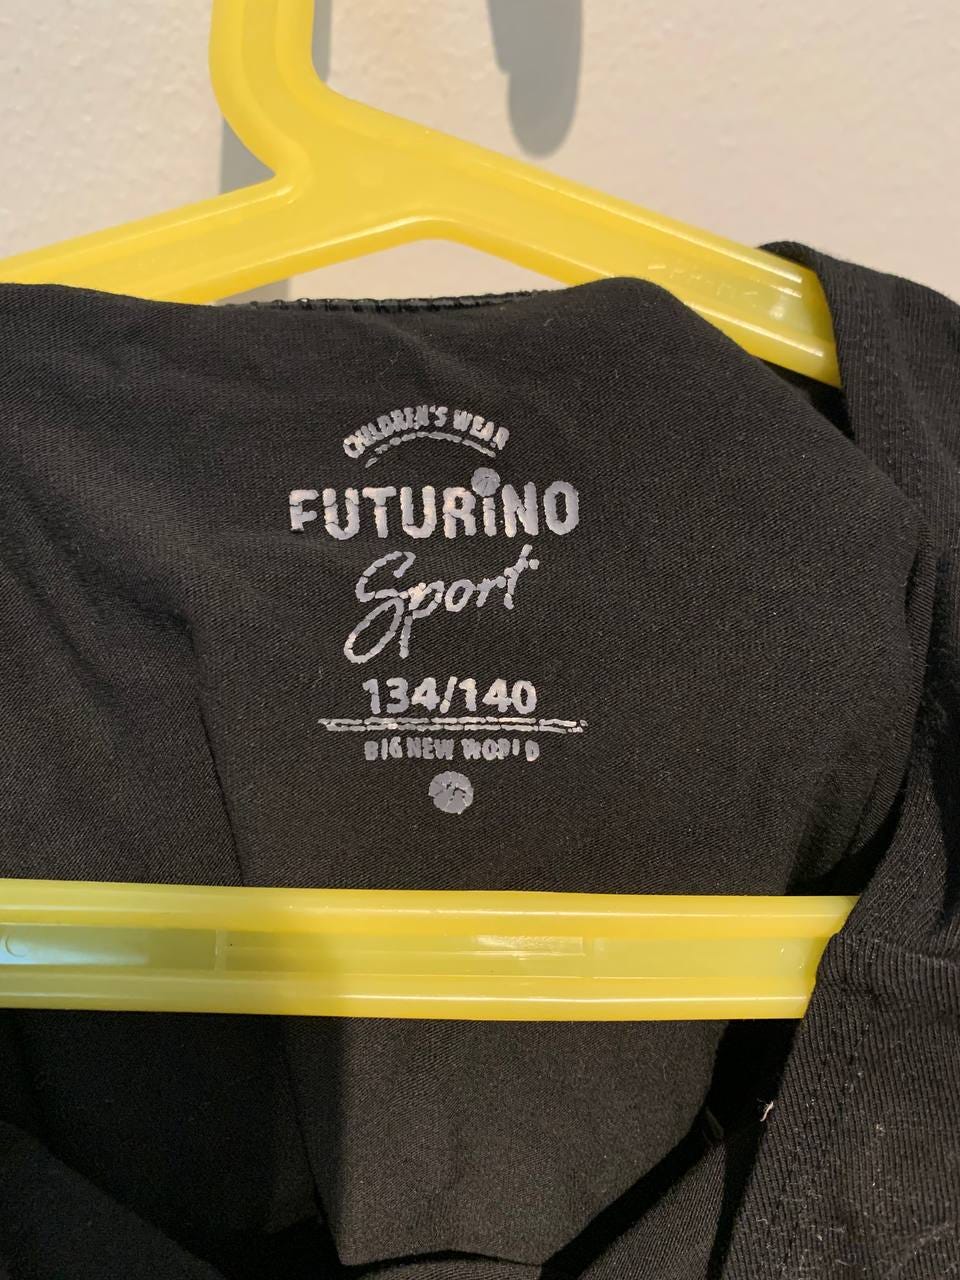 CHILDREN'S WEAR
FUTURiNO
Sport
134/140
BIG NEW WORLD